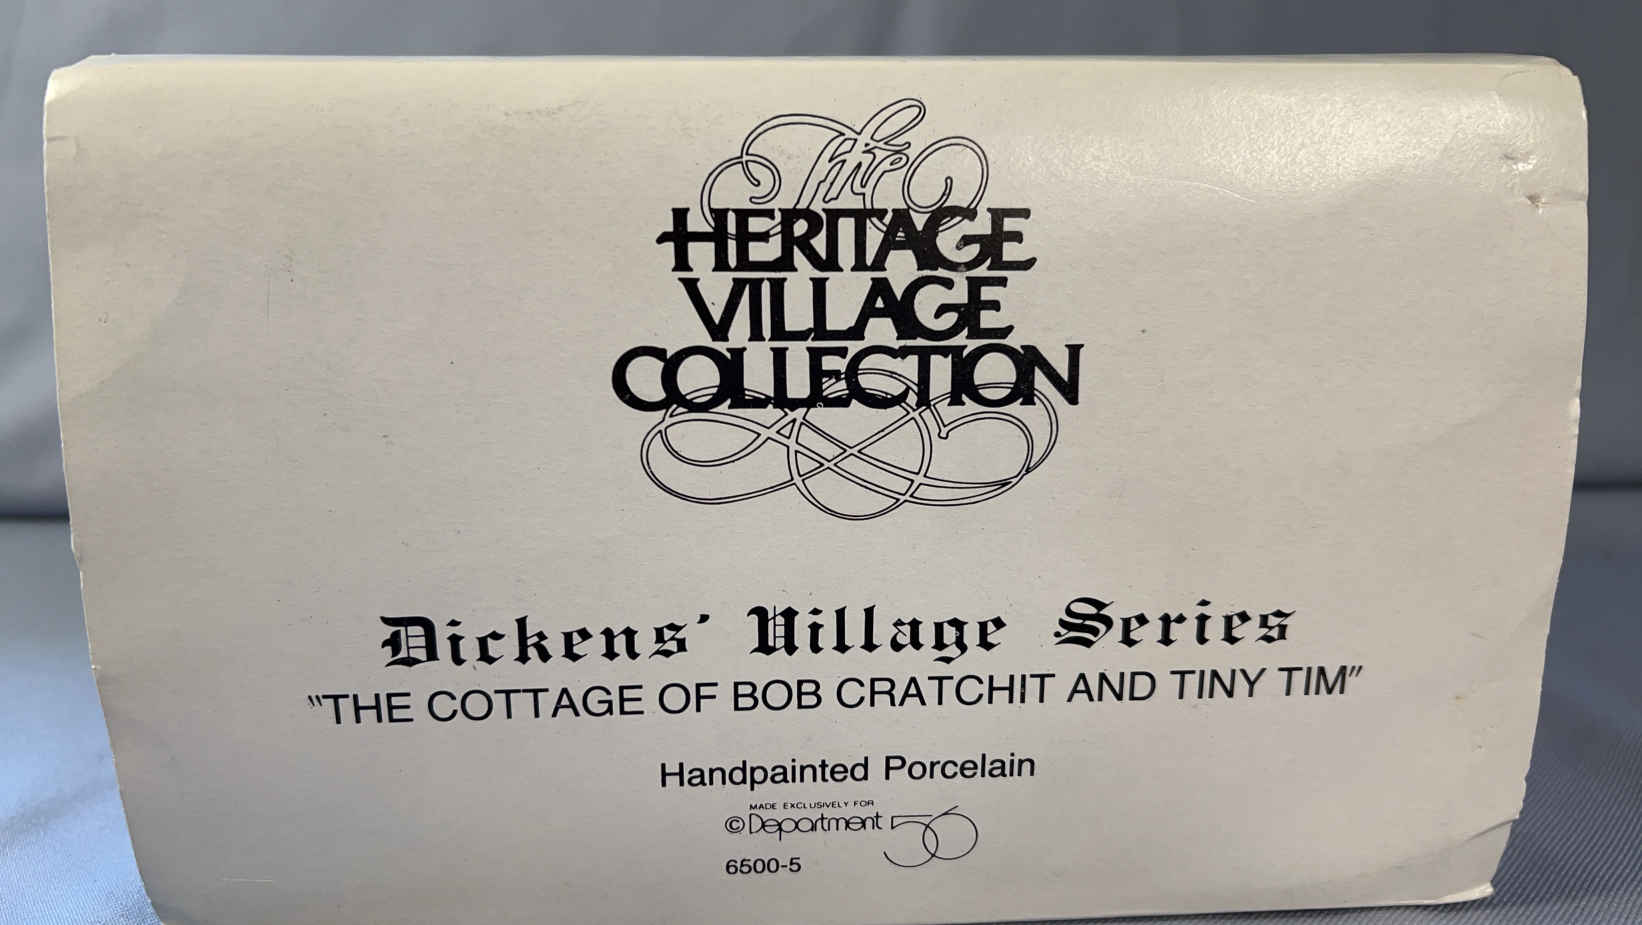 The
HERITAGE
VILLAGE
COLLECTION
Dickens' Village Series
"THE COTTAGE OF BOB CRATCHIT AND TINY TIM"
Handpainted Porcelain
MADE EXCLUSIVELY FOR
© Department 56
6500-5